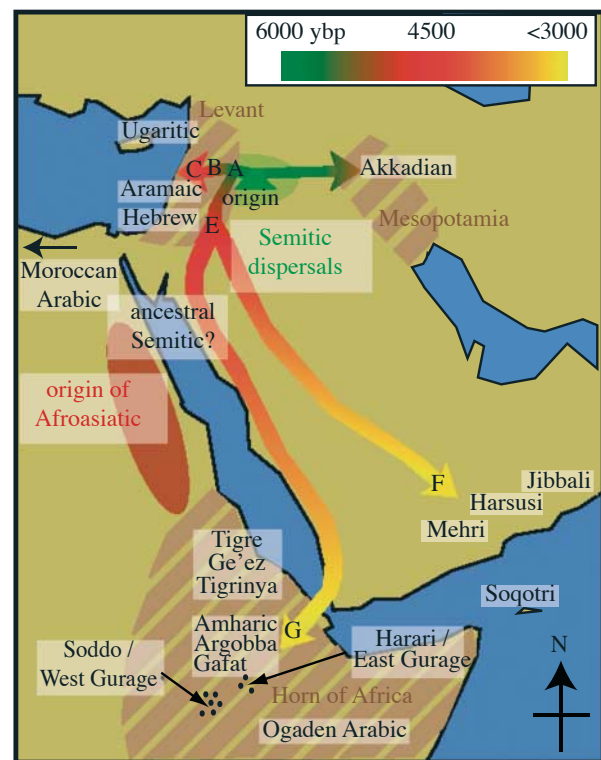 6000 ybp 4500 <3000
Levant
Ugaritic
C B A
Akkadian
Aramaic
origin
Hebrew
E
Mesopotamia
Semitic
dispersals
Moroccan
Arabic
ancestral
Semitic?
origin of
Afroasiatic
F
Jibbali
Harsusi
Mehri
Tigre
Ge'ez
Tigrinya
Soqotri
Amharic
Argobba
Gafat
G
Harari /
East Gurage
Soddo /
West Gurage
N
Horn of Africa
Ogaden Arabic